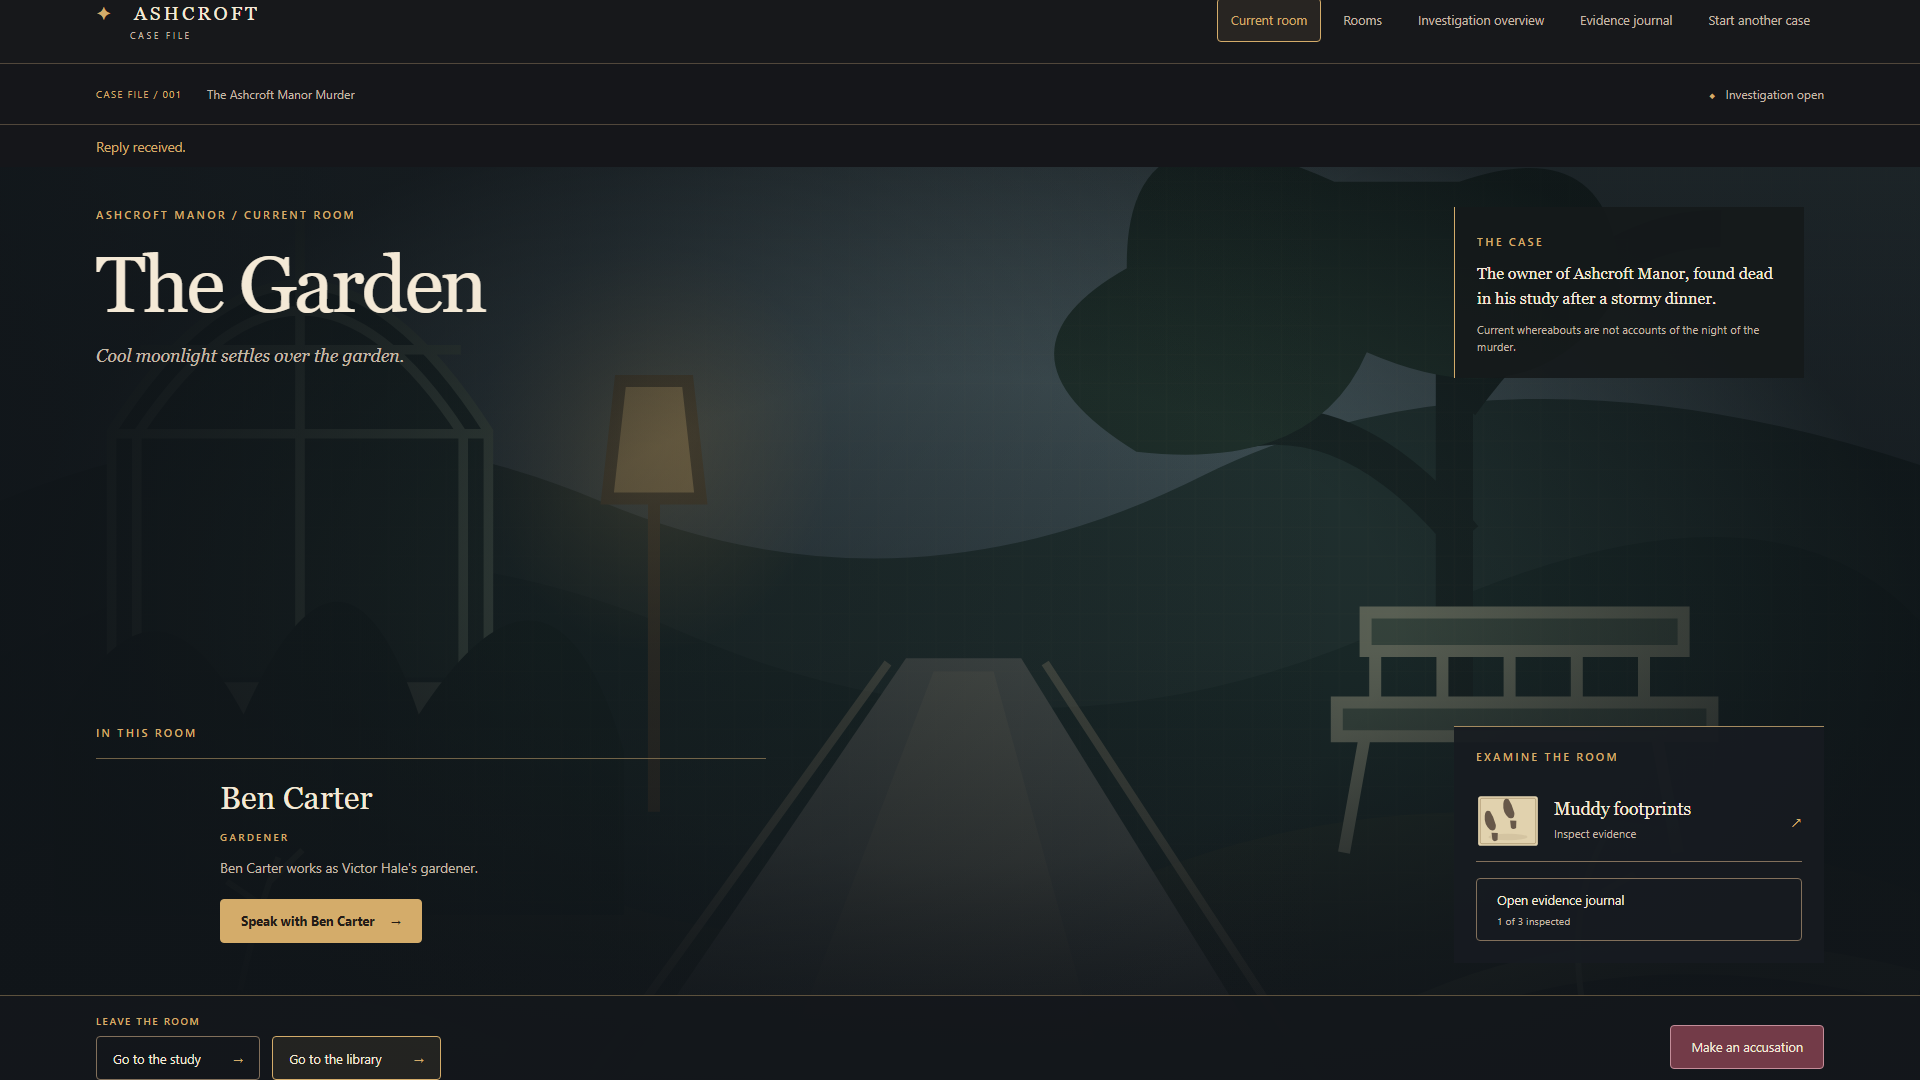 ASHCROFT
CASE FILE
Current room
Rooms
Investigation overview
Evidence journal
Start another case
CASE FILE / 001
The Ashcroft Manor Murder
Investigation open
Reply received.
ASHCROFT MANOR / CURRENT ROOM
The Garden
Cool moonlight settles over the garden.
THE CASE
The owner of Ashcroft Manor, found dead
in his study after a stormy dinner.
Current whereabouts are not accounts of the night of the
murder.
IN THIS ROOM
Ben Carter
GARDENER
Ben Carter works as Victor Hale's gardener.
Speak with Ben Carter →
EXAMINE THE ROOM
Muddy footprints
Inspect evidence
↗
Open evidence journal
1 of 3 inspected
LEAVE THE ROOM
Go to the study →
Go to the library →
Make an accusation